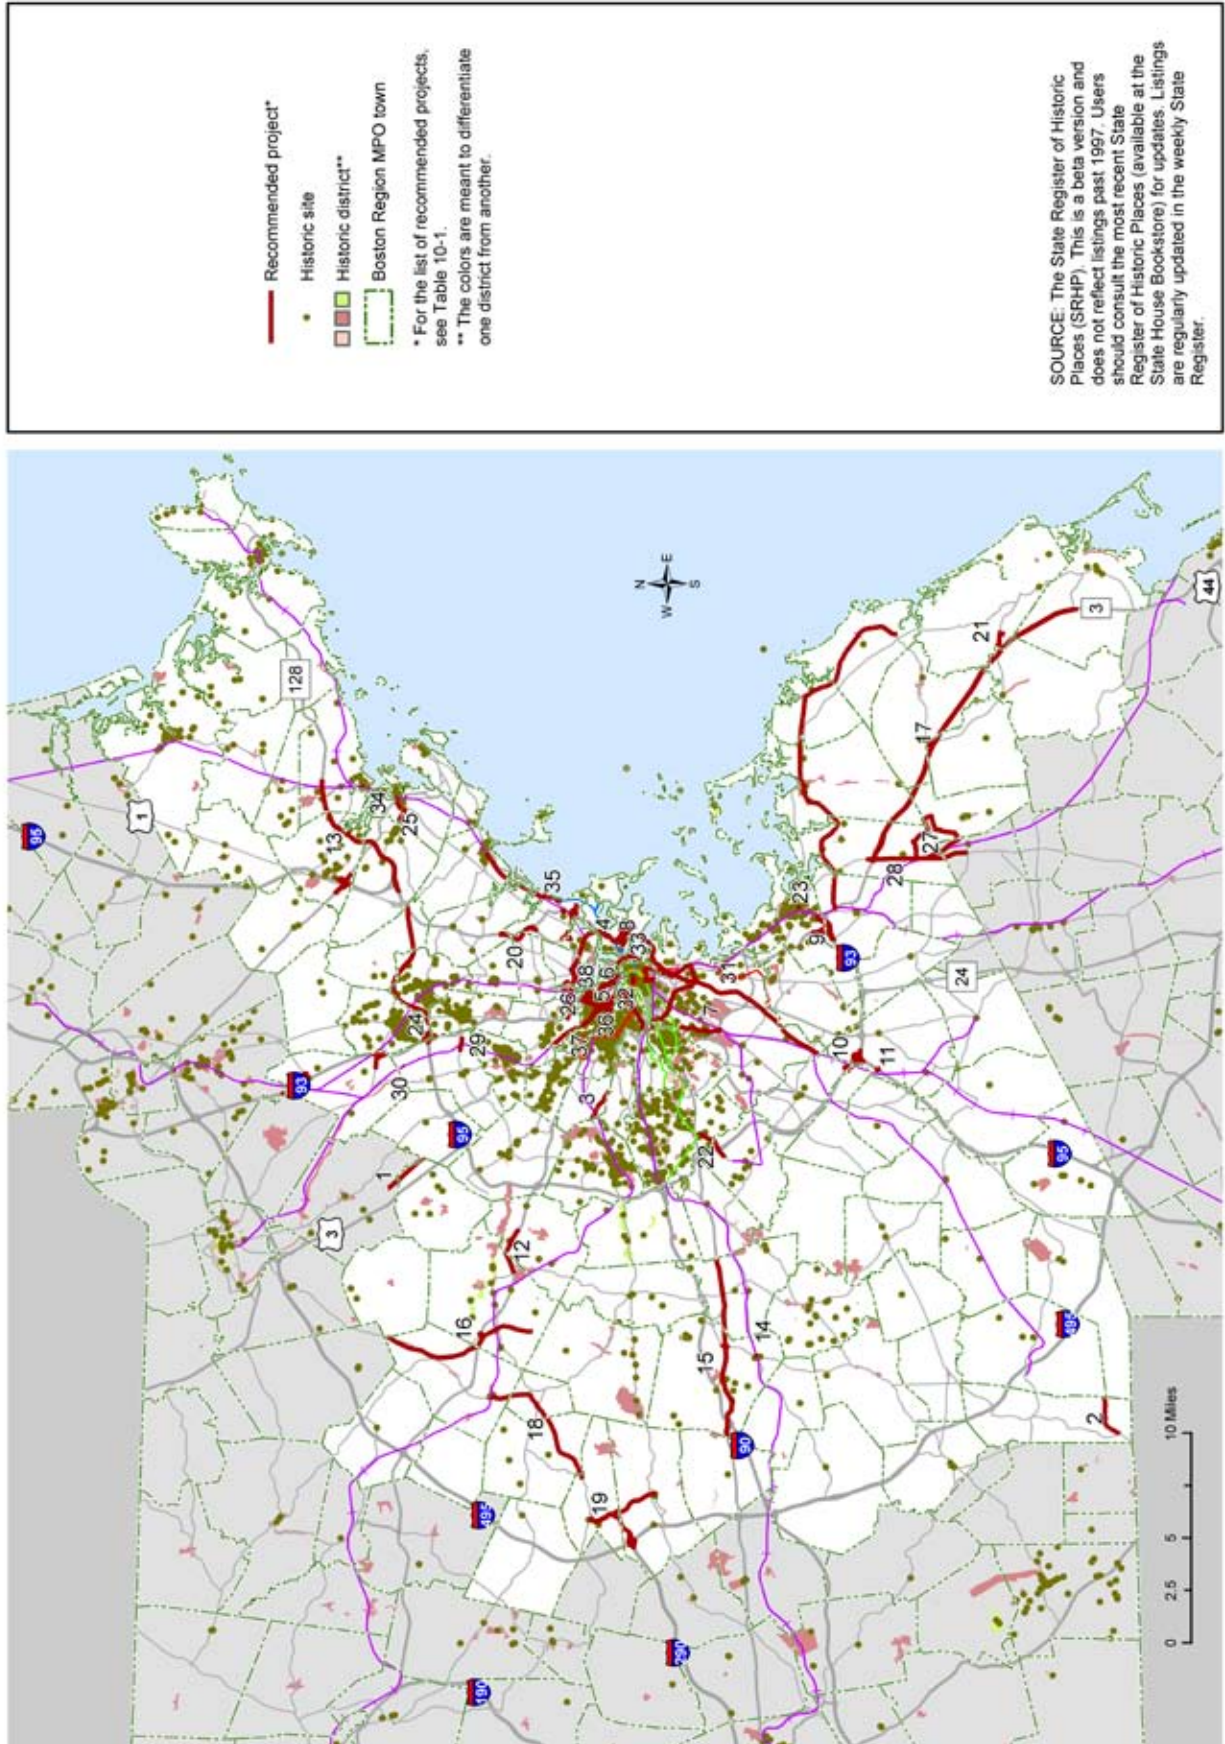 Recommended project*
Historic site
Historic district**
Boston Region MPO town
* For the list of recommended projects,
see Table 10-1.
** The colors are meant to differentiate
one district from another.
SOURCE: The State Register of Historic
Places (SRHP). This is a beta version and
does not reflect listings past 1997. Users
should consult the most recent State
Register of Historic Places (available at the
State House Bookstore) for updates. Listings
are regularly updated in the weekly State
Register.
N
W E
S
95
1
128
34
13
25
93
24
30
29
20
35
95
1
3
26
38
4
5
6
8
33
32
36
37
3
12
16
18
495
19
190
290
90
15
14
22
7
31
23
9
93
10
11
28
27
17
21
3
44
24
95
495
2
0 2.5 5 10 Miles